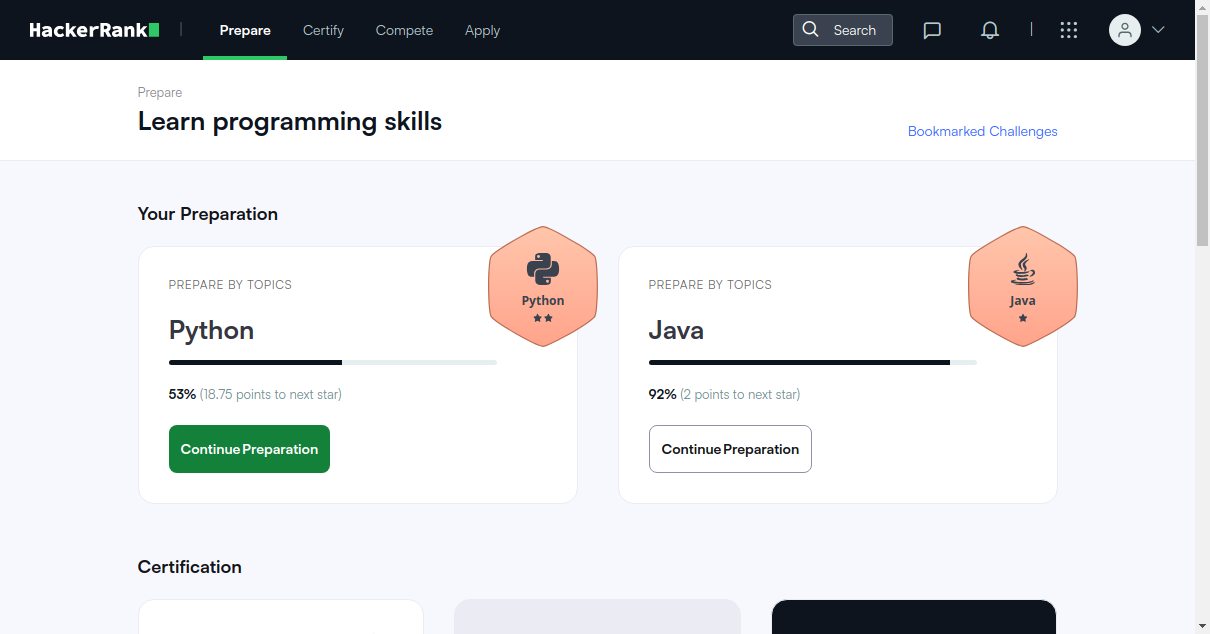 HackerRank
Prepare
Certify
Compete
Apply
Search
Prepare
Learn programming skills
Bookmarked Challenges
Your Preparation
PREPARE BY TOPICS
Python
Python
53% (18.75 points to next star)
Continue Preparation
PREPARE BY TOPICS
Java
Java
92% (2 points to next star)
Continue Preparation
Certification